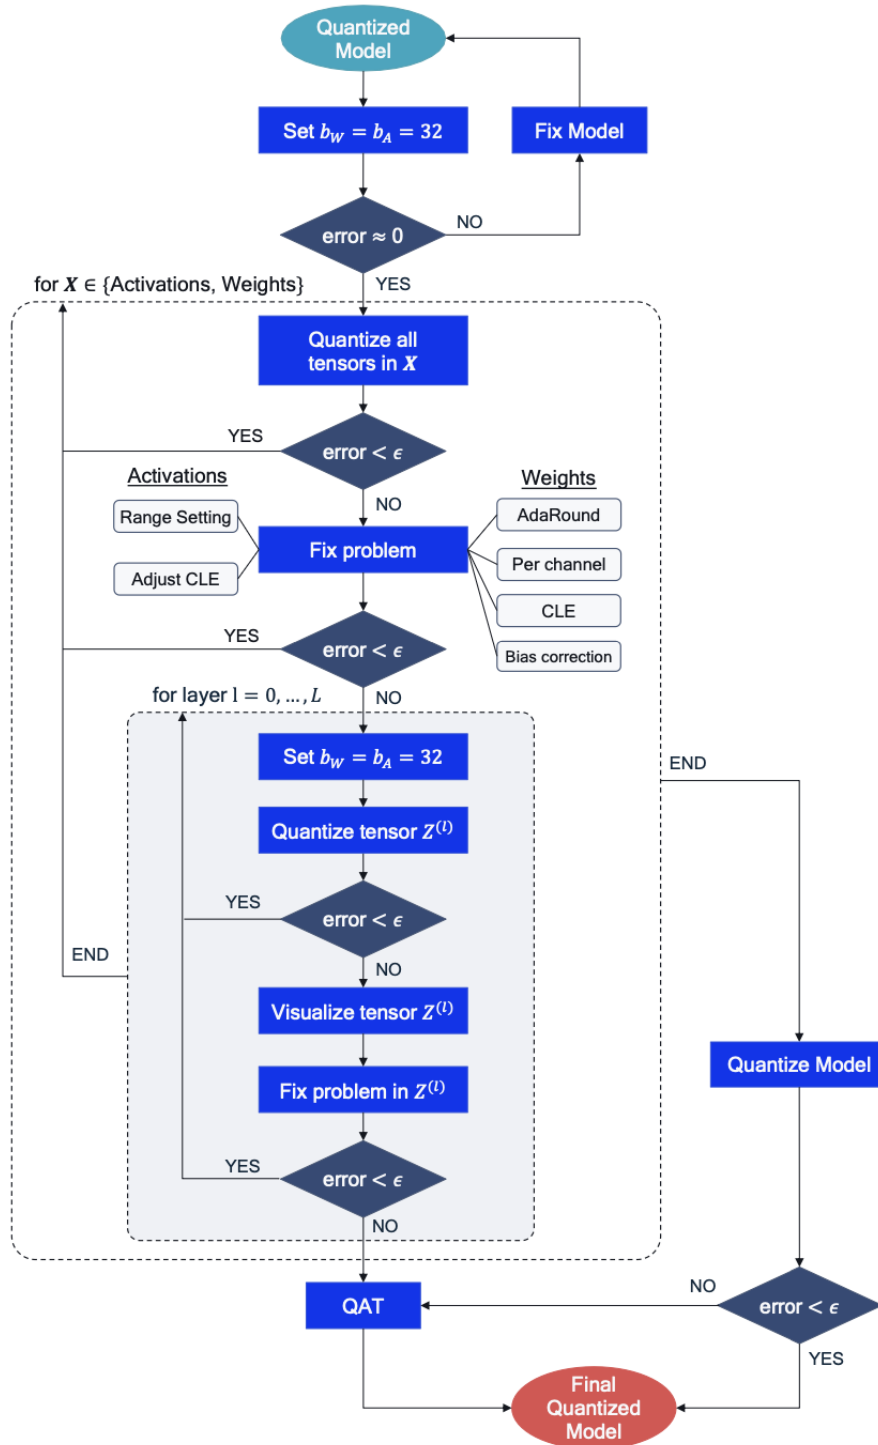 Quantized
Model
Set b_W = b_A = 32
Fix Model
error ≈ 0
NO
YES
for X ∈ {Activations, Weights}
Quantize all
tensors in X
YES
error < ϵ
NO
Activations
Weights
Range Setting
AdaRound
Fix problem
Adjust CLE
Per channel
CLE
YES
error < ϵ
Bias correction
NO
for layer l = 0, ... , L
Set b_W = b_A = 32
END
Quantize tensor Z^(l)
YES
error < ϵ
END
NO
Visualize tensor Z^(l)
Quantize Model
Fix problem in Z^(l)
YES
error < ϵ
NO
QAT
NO
error < ϵ
YES
Final
Quantized
Model